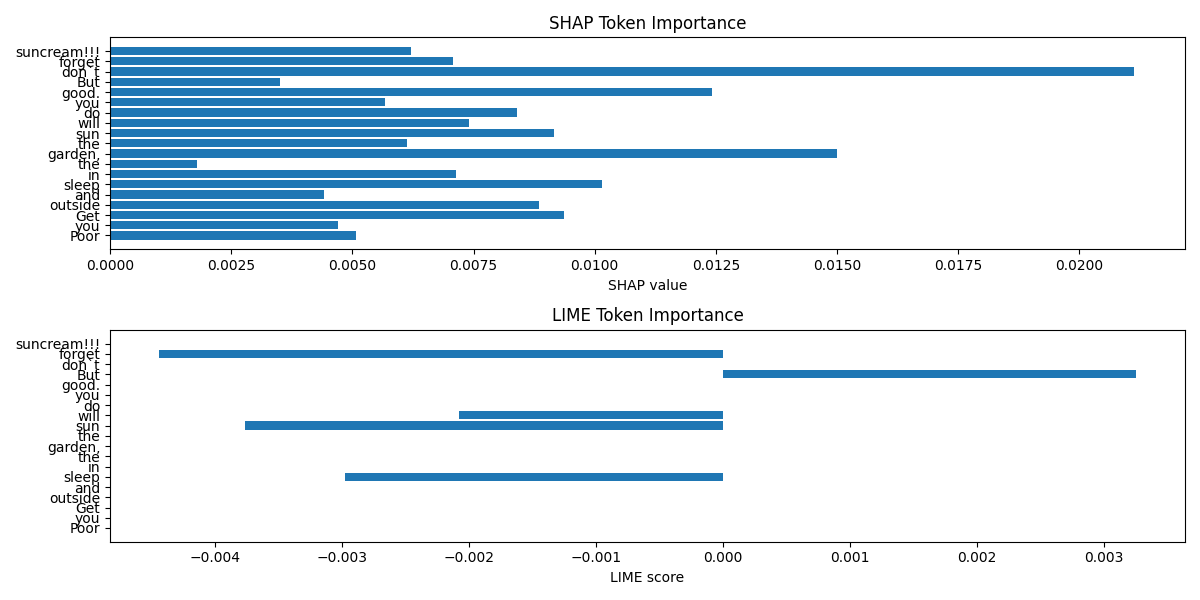 SHAP Token Importance
suncream!!!
forget
don`t
But
good.
you
do
will
sun
the
garden,
the
in
sleep
and
outside
Get
you
Poor
0.0000 0.0025 0.0050 0.0075 0.0100 0.0125 0.0150 0.0175 0.0200
SHAP value
LIME Token Importance
suncream!!!
forget
don`t
But
good.
you
do
will
sun
the
garden,
the
in
sleep
and
outside
Get
you
Poor
−0.004 −0.003 −0.002 −0.001 0.000 0.001 0.002 0.003
LIME score